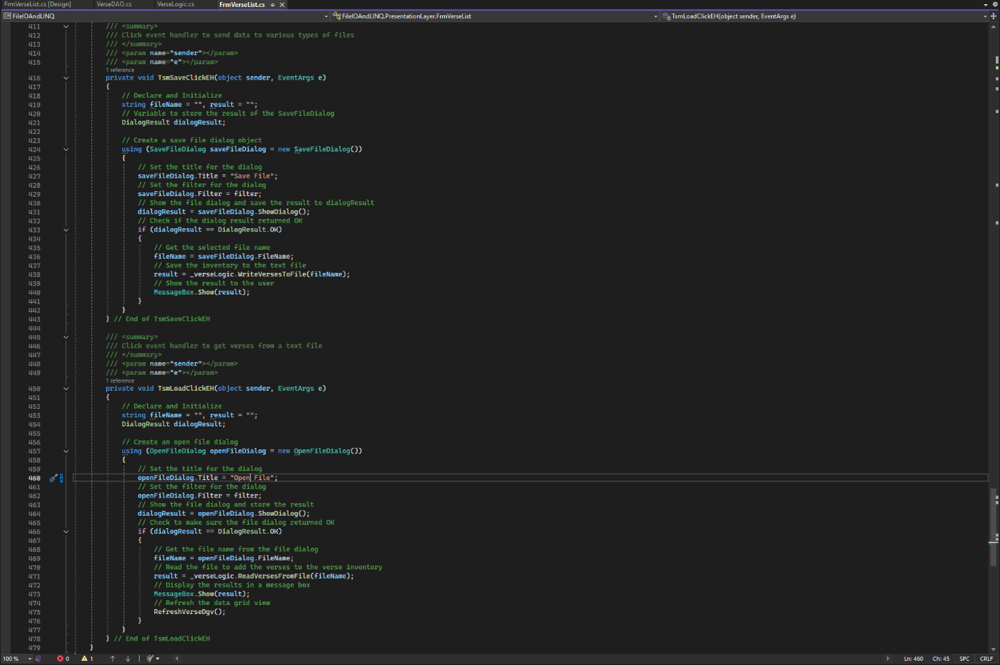 FrmVerseList.cs [Design] VerseDAO.cs VerseLogic.cs FrmVerseList.cs
FileIOAndLINQ FileIOAndLINQ.PresentationLayer.FrmVerseList TsmLoadClickEH(object sender, EventArgs e)
411 /// <summary>
412 /// Click event handler to send data to various types of files
413 /// </summary>
414 /// <param name="sender"></param>
415 /// <param name="e"></param>
1 reference
416 private void TsmSaveClickEH(object sender, EventArgs e)
417 {
418 // Declare and Initialize
419 string fileName = "", result = "";
420 // Variable to store the result of the SaveFileDialog
421 DialogResult dialogResult;
422
423 // Create a save file dialog object
424 using (SaveFileDialog saveFileDialog = new SaveFileDialog())
425 {
426 // Set the title for the dialog
427 saveFileDialog.Title = "Save File";
428 // Set the filter for the dialog
429 saveFileDialog.Filter = filter;
430 // Show the file dialog and save the result to dialogResult
431 dialogResult = saveFileDialog.ShowDialog();
432 // Check if the dialog result returned OK
433 if (dialogResult == DialogResult.OK)
434 {
435 // Get the selected file name
436 fileName = saveFileDialog.FileName;
437 // Save the inventory to the text file
438 result = _verseLogic.WriteVersesToFile(fileName);
439 // Show the result to the user
440 MessageBox.Show(result);
441 }
442 }
443 } // End of TsmSaveClickEH
444
445 /// <summary>
446 /// Click event handler to get verses from a text file
447 /// </summary>
448 /// <param name="sender"></param>
449 /// <param name="e"></param>
1 reference
450 private void TsmLoadClickEH(object sender, EventArgs e)
451 {
452 // Declare and Initialize
453 string fileName = "", result = "";
454 DialogResult dialogResult;
455
456 // Create an open file dialog
457 using (OpenFileDialog openFileDialog = new OpenFileDialog())
458 {
459 // Set the title for the dialog
460 openFileDialog.Title = "Open File";
461 // Set the filter for the dialog
462 openFileDialog.Filter = filter;
463 // Show the file dialog and store the result
464 dialogResult = openFileDialog.ShowDialog();
465 // Check to make sure the file dialog returned OK
466 if (dialogResult == DialogResult.OK)
467 {
468 // Get the file name from the file dialog
469 fileName = openFileDialog.FileName;
470 // Read the file to add the verses to the verse inventory
471 result = _verseLogic.ReadVersesFromFile(fileName);
472 // Display the results in a message box
473 MessageBox.Show(result);
474 // Refresh the data grid view
475 RefreshVerseDgv();
476 }
477 }
478 } // End of TsmLoadClickEH
479 }
100 % 0 1 Ln: 460 Ch: 45 SPC CRLF